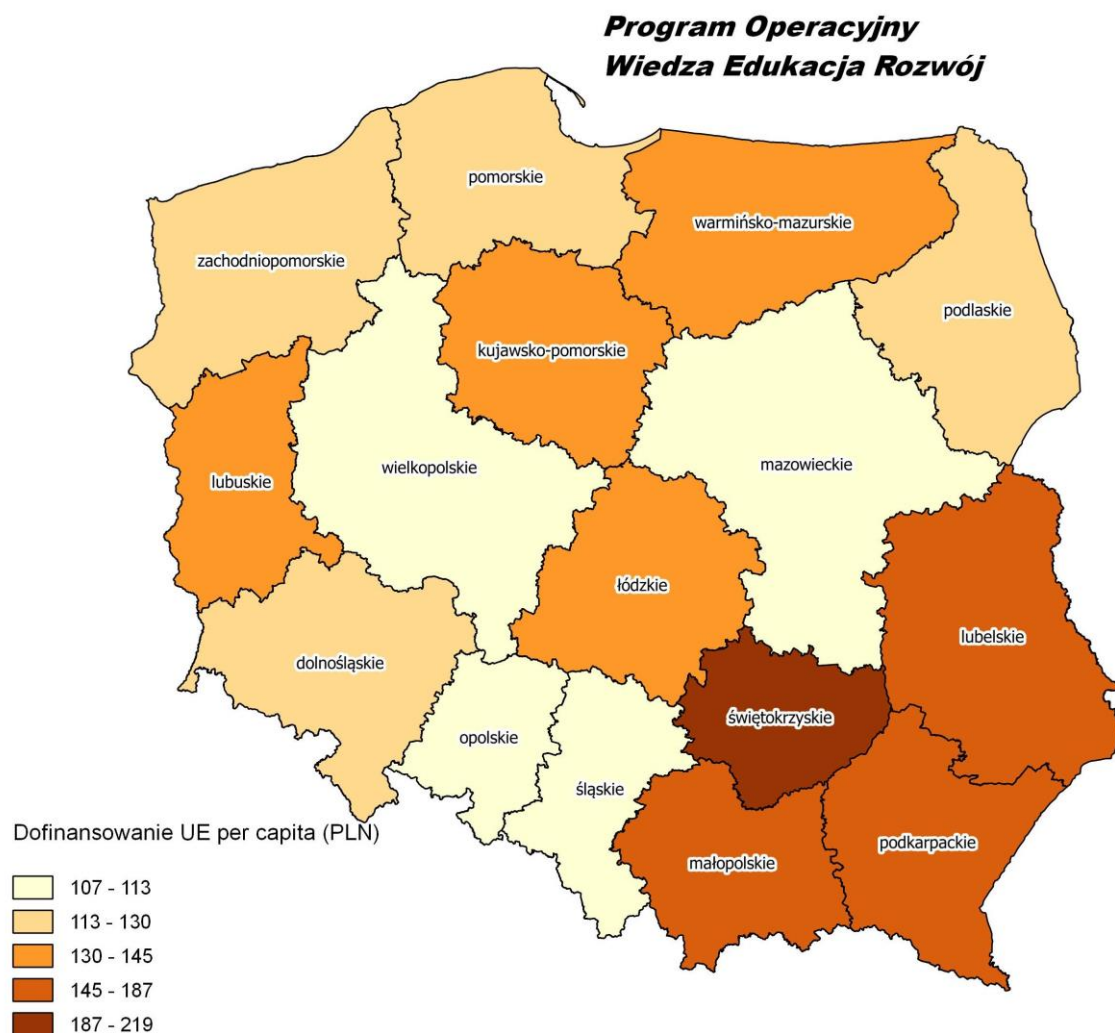 Program Operacyjny
Wiedza Edukacja Rozwój
pomorskie
warmińsko-mazurskie
zachodniopomorskie
podlaskie
kujawsko-pomorskie
wielkopolskie
mazowieckie
lubuskie
łódzkie
lubelskie
dolnośląskie
świętokrzyskie
opolskie
śląskie
podkarpackie
małopolskie
Dofinansowanie UE per capita (PLN)
107 - 113
113 - 130
130 - 145
145 - 187
187 - 219